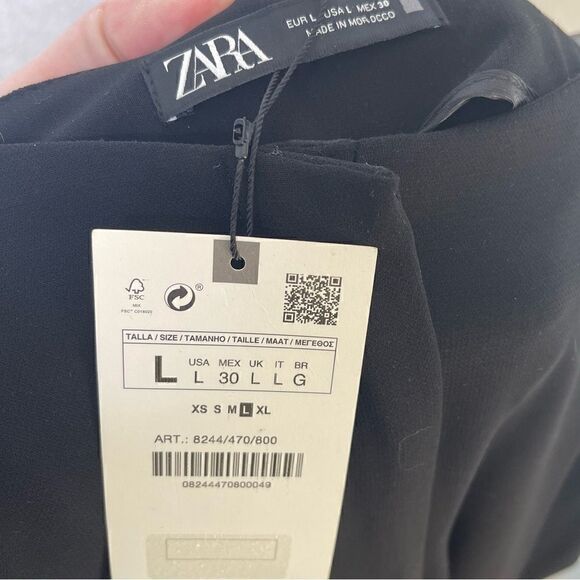 ZARA
EUR L USA L MEX 30
MADE IN MOROCCO
FSC
MIX
TALLA / SIZE / TAMANHO / TAILLE / MAAT / ΜΕΓΕΘΟΣ
L
USA MEX UK IT BR
L 30 L L G
XS S M L XL
ART.: 8244/470/800
08244470800049